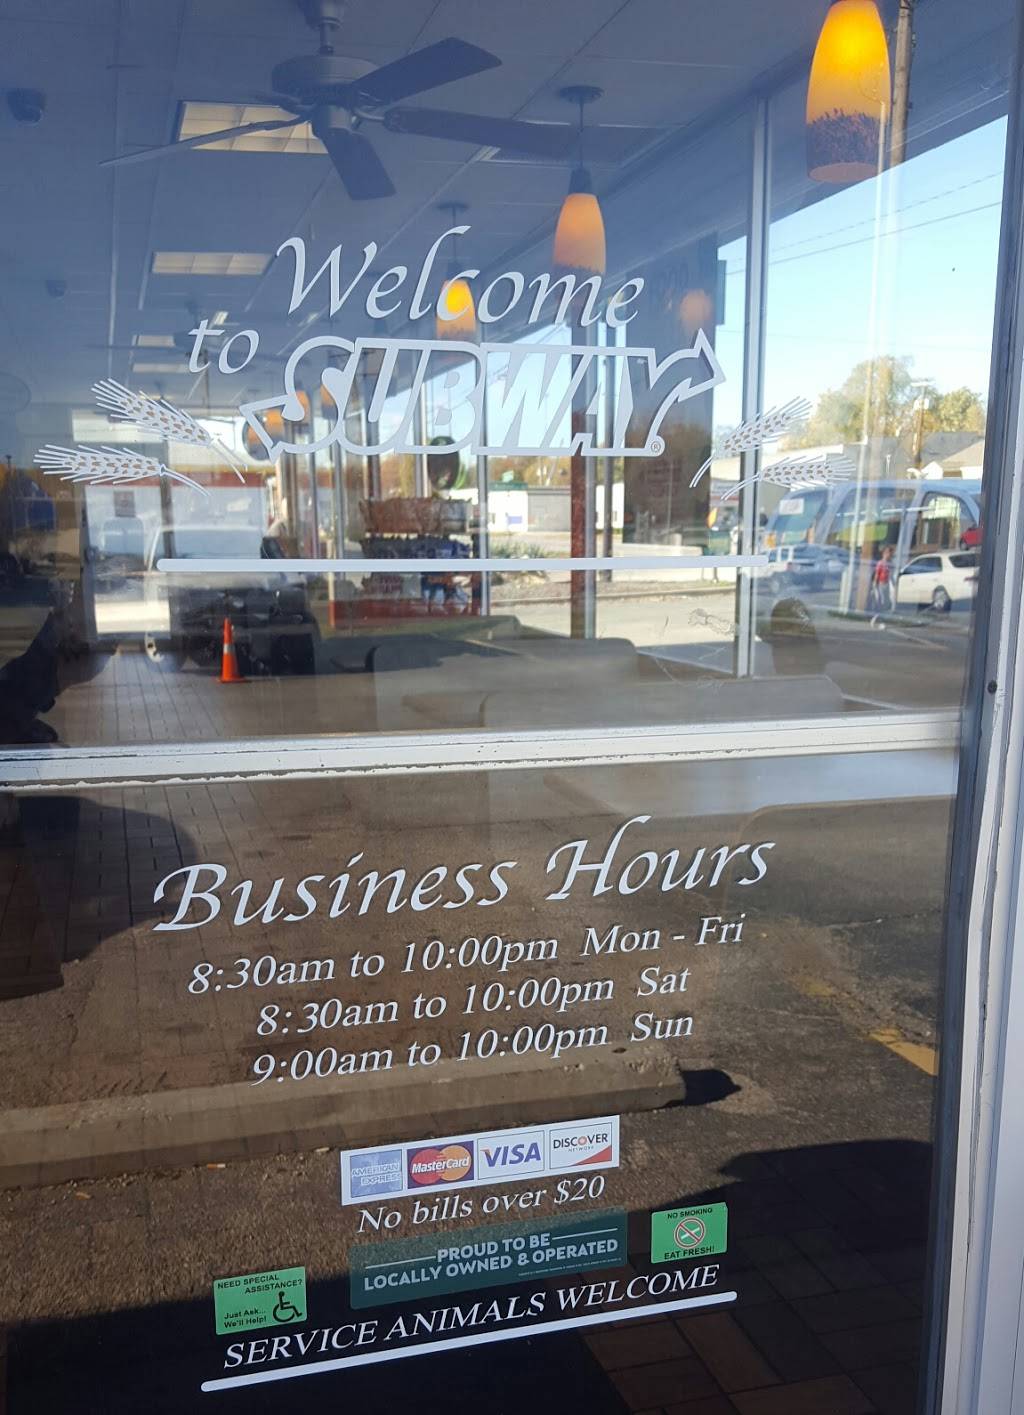 Welcome
to SUBWAY®
Business Hours
8:30am to 10:00pm Mon - Fri
8:30am to 10:00pm Sat
9:00am to 10:00pm Sun
AMERICAN EXPRESS MasterCard VISA DISCOVER
NETWORK
No bills over $20
PROUD TO BE
LOCALLY OWNED & OPERATED
NO SMOKING
EAT FRESH!
NEED SPECIAL
ASSISTANCE?
Just Ask...
We'll Help!
SERVICE ANIMALS WELCOME